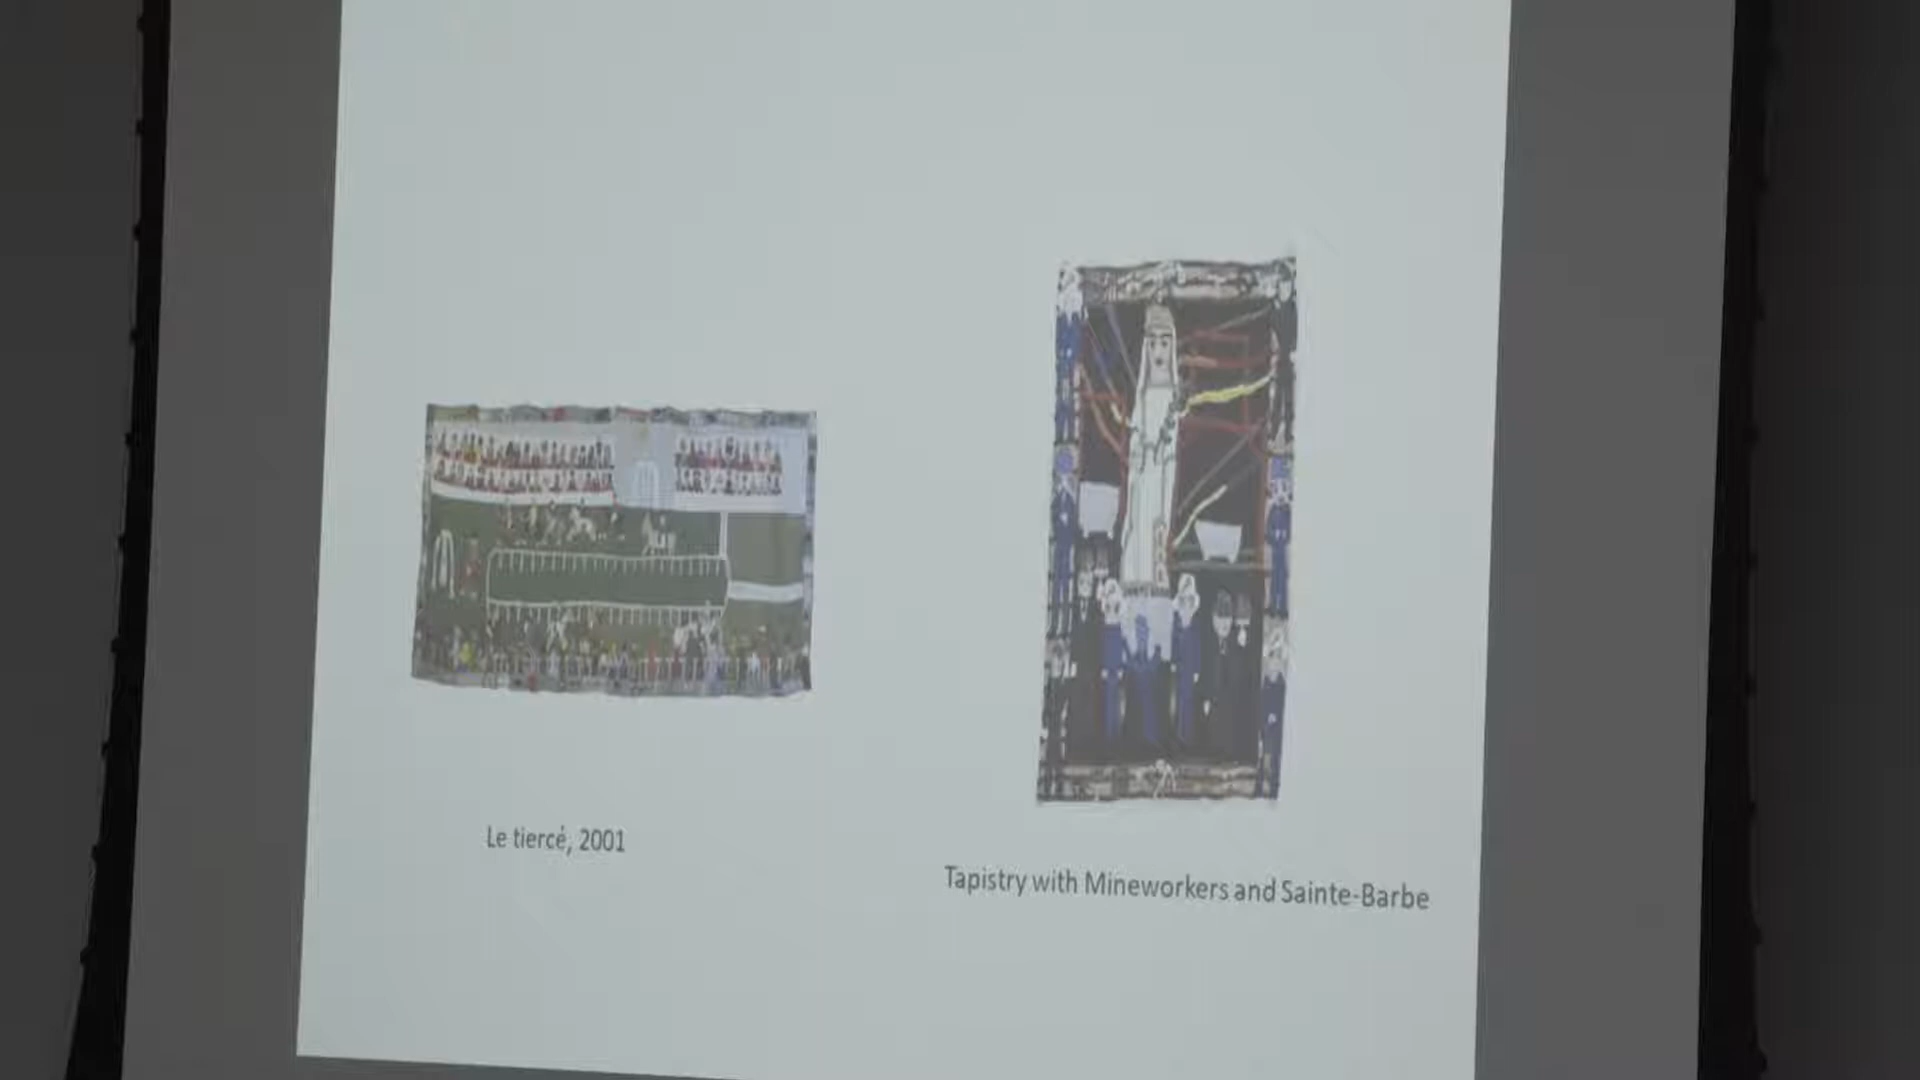 Le tiercé, 2001
Tapistry with Mineworkers and Sainte-Barbe